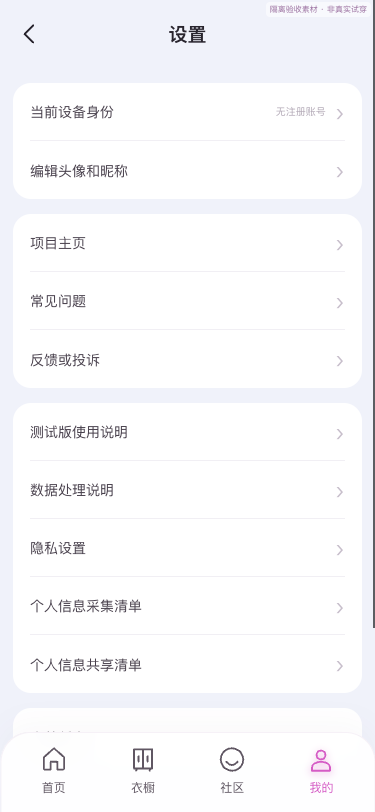 隔离验收素材 · 非真实试穿
设置
当前设备身份
无注册账号
编辑头像和昵称
项目主页
常见问题
反馈或投诉
测试版使用说明
数据处理说明
隐私设置
个人信息采集清单
个人信息共享清单
首页
衣橱
社区
我的